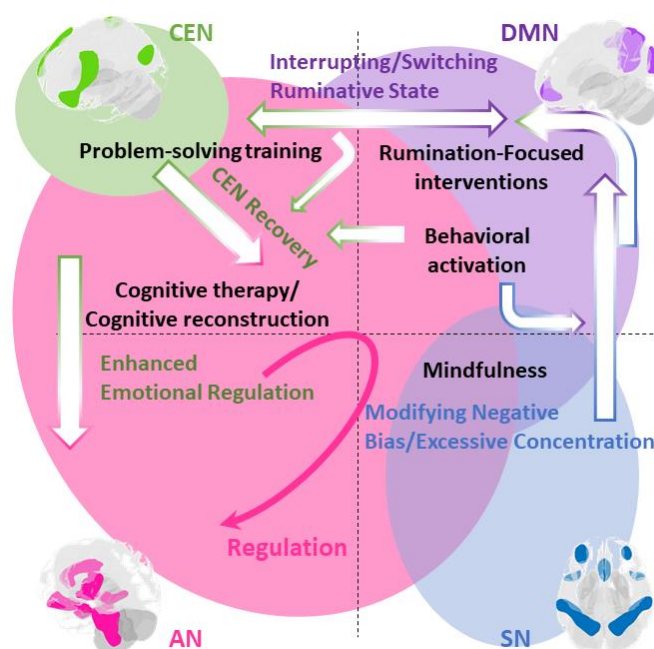 CEN
DMN
Interrupting/Switching
Ruminative State
Problem-solving training
Rumination-Focused
interventions
CEN Recovery
Behavioral
activation
Cognitive therapy/
Cognitive reconstruction
Enhanced
Emotional Regulation
Mindfulness
Modifying Negative
Bias/Excessive Concentration
Regulation
AN
SN